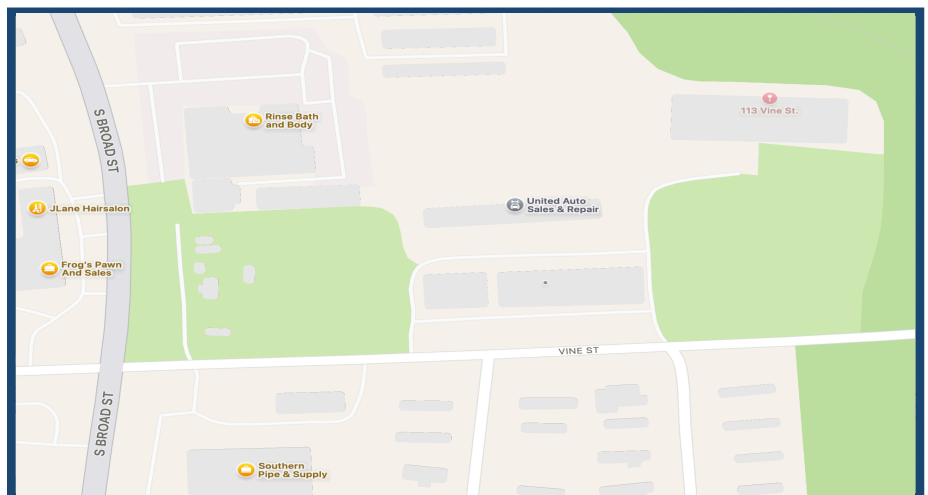 S BROAD ST
Rinse Bath
and Body
113 Vine St.
s
JLane Hairsalon
United Auto
Sales & Repair
Frog's Pawn
And Sales
VINE ST
S BROAD ST
Southern
Pipe & Supply